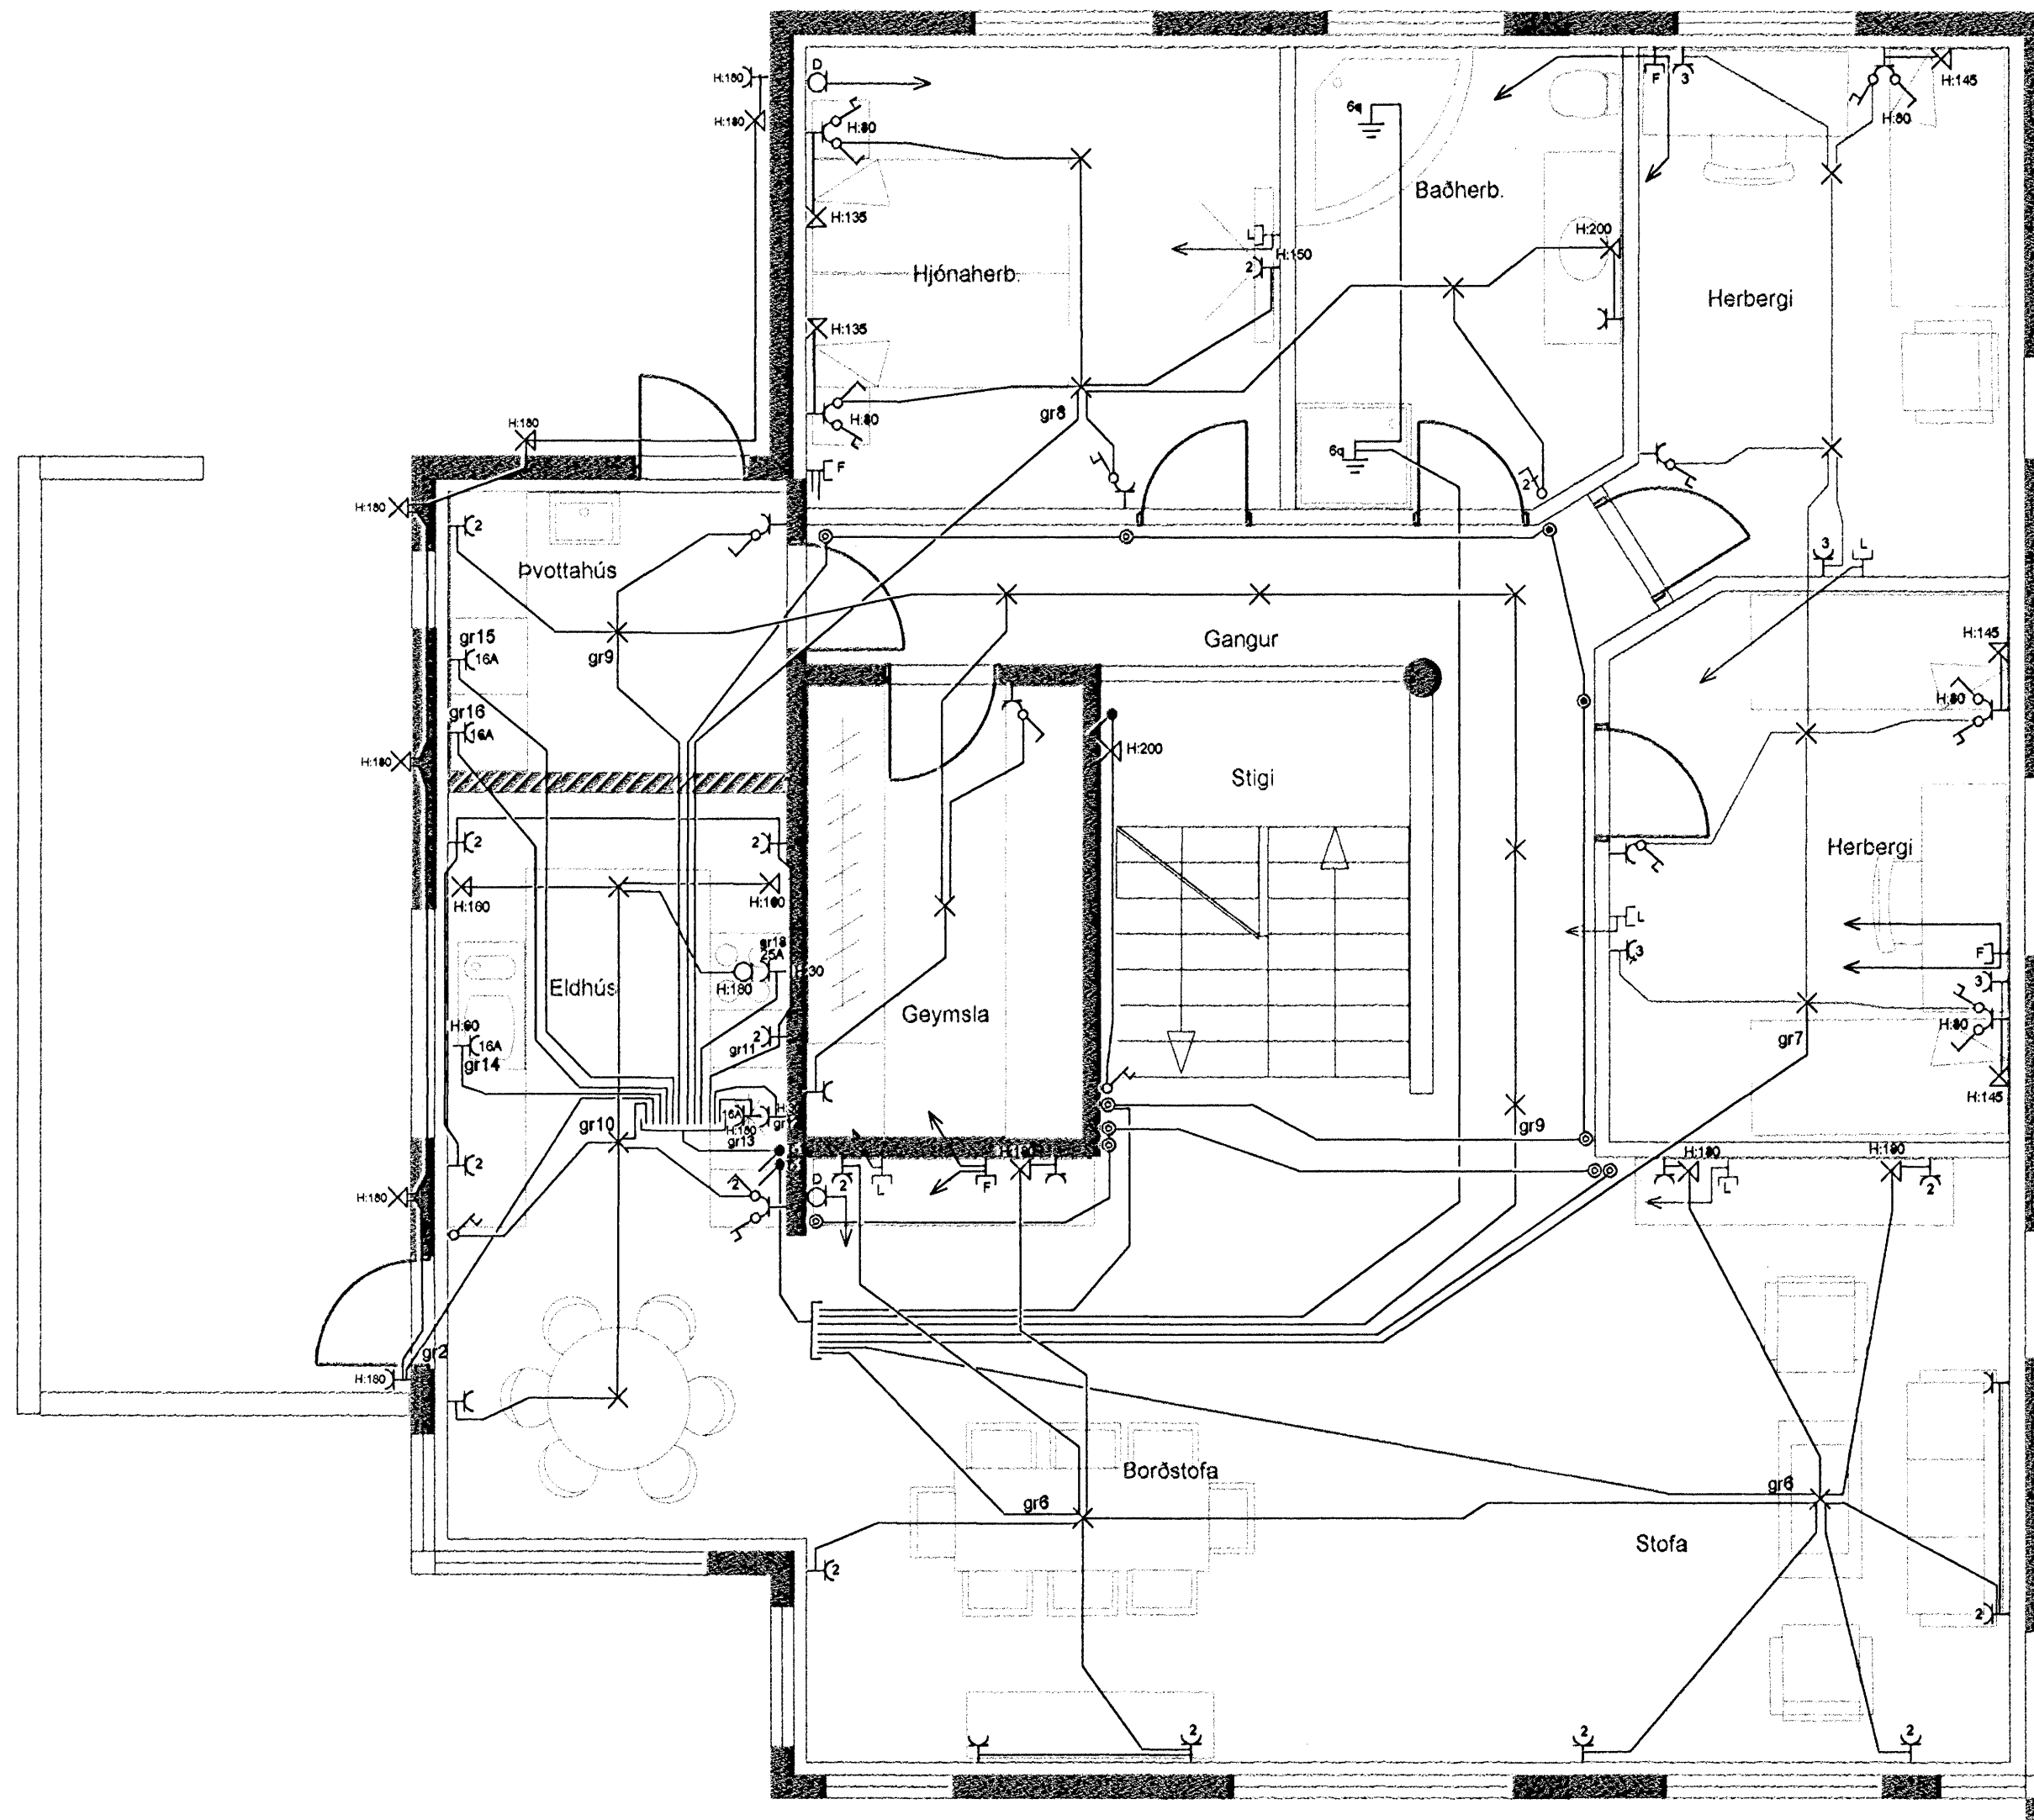 D
H:180
H:180
H:80
F
3
H:145
H:80
6q
Baðherb.
H:135
L
H:150
2
H:200
Hjónaherb.
Herbergi
H:135
H:80
gr8
H:180
F
6q
2
H:180
2
Þvottahús
3
L
gr15
16A
gr9
Gangur
H:145
H:80
gr16
16A
H:180
H:200
Stigi
2
2
Herbergi
H:160
H:160
gr18
25A
H:30
L
3
F
3
Eldhús
H:180
Geymsla
H:60
16A
gr14
2
gr11
H:80
gr7
H:145
16A
H:180
gr13
gr10
gr9
2
H:180
2
L
F
H:180
L
H:180
2
H:180
2
D
gr2
H:180
Borðstofa
gr6
gr6
Stofa
2
2
2
2
2